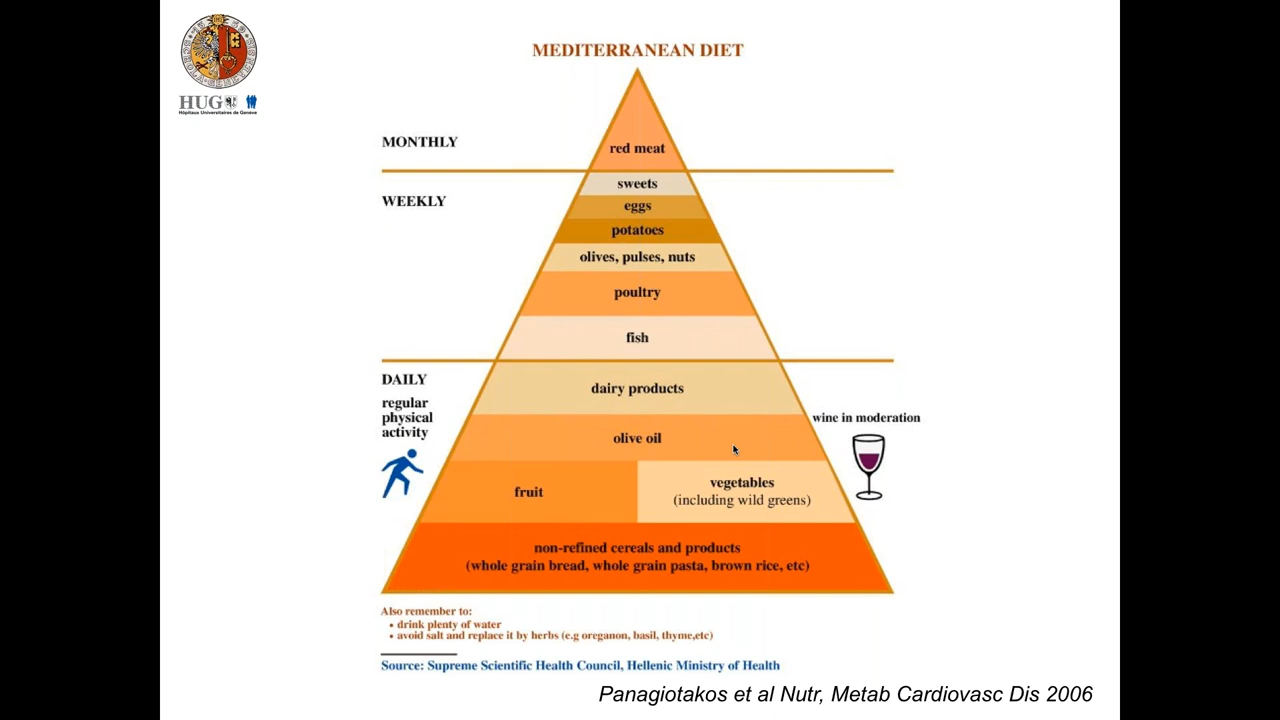 HUG
Hôpitaux Universitaires de Genève
MEDITERRANEAN DIET
MONTHLY
red meat
WEEKLY
sweets
eggs
potatoes
olives, pulses, nuts
poultry
fish
DAILY
regular
physical
activity
dairy products
olive oil
wine in moderation
fruit
vegetables
(including wild greens)
non-refined cereals and products
(whole grain bread, whole grain pasta, brown rice, etc)
Also remember to:
• drink plenty of water
• avoid salt and replace it by herbs (e.g oreganon, basil, thyme,etc)
Source: Supreme Scientific Health Council, Hellenic Ministry of Health
Panagiotakos et al Nutr, Metab Cardiovasc Dis 2006